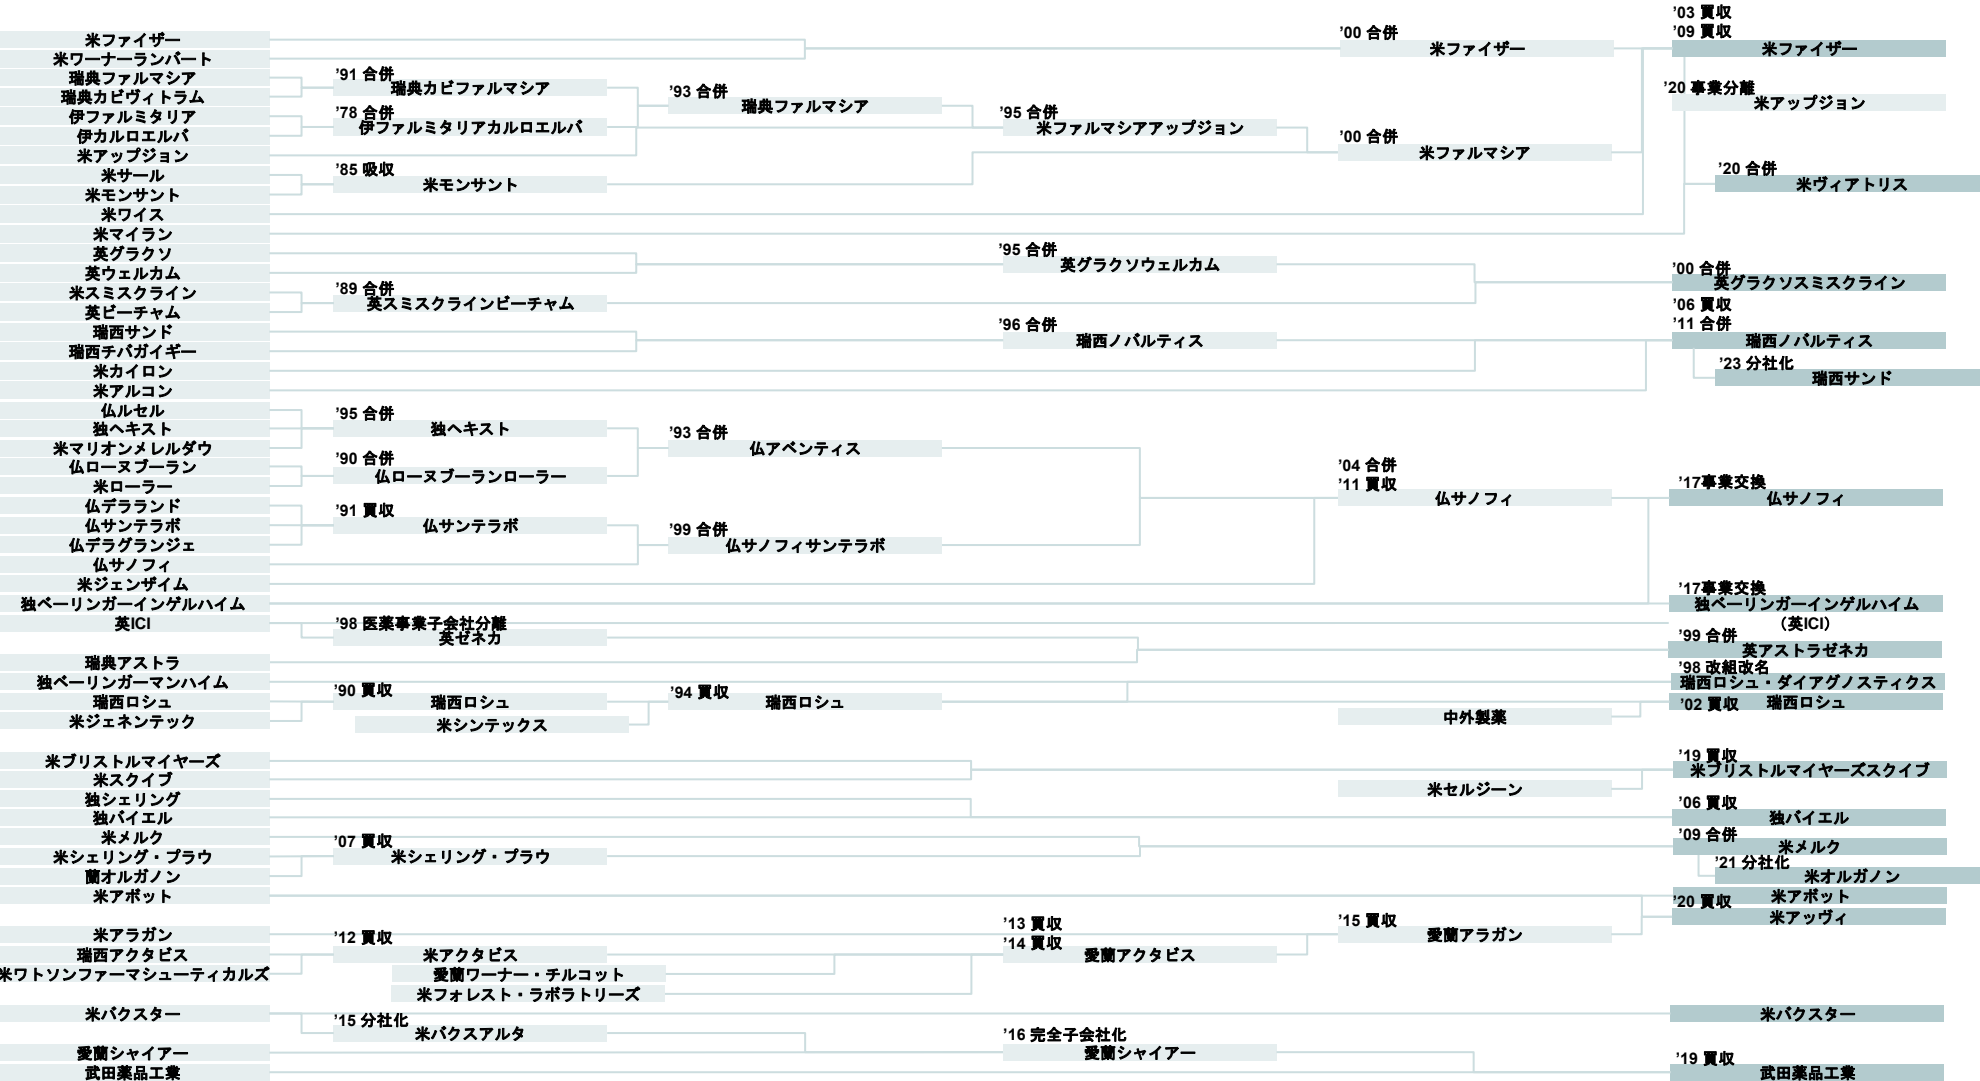 ’03 買収
’09 買収
’00 合併
米ファイザー
米ファイザー
米ファイザー
米ワーナーランバート
瑞典ファルマシア
’91 合併
瑞典カビファルマシア
’20 事業分離
米アップジョン
瑞典カビヴィトラム
’93 合併
瑞典ファルマシア
伊ファルミタリア
’78 合併
伊ファルミタリアカルロエルバ
’95 合併
米ファルマシアアップジョン
伊カルロエルバ
’00 合併
米ファルマシア
米アップジョン
米サール
’85 吸収
米モンサント
’20 合併
米ヴィアトリス
米モンサント
米ワイス
米マイラン
英グラクソ
’95 合併
英グラクソウェルカム
英ウェルカム
’00 合併
英グラクソスミスクライン
米スミスクライン
’89 合併
英スミスクラインビーチャム
英ビーチャム
’06 買収
’11 合併
瑞西ノバルティス
瑞西サンド
’96 合併
瑞西ノバルティス
瑞西チバガイギー
’23 分社化
瑞西サンド
米カイロン
米アルコン
仏ルセル
’95 合併
独ヘキスト
独ヘキスト
’93 合併
仏アベンティス
米マリオンメレルダウ
仏ローヌプーラン
’90 合併
仏ローヌプーランローラー
’04 合併
’11 買収
仏サノフィ
’17事業交換
仏サノフィ
米ローラー
仏デラランド
’91 買収
仏サンテラボ
仏サンテラボ
’99 合併
仏サノフィサンテラボ
仏デラグランジェ
仏サノフィ
米ジェンザイム
’17事業交換
独ベーリンガーインゲルハイム
独ベーリンガーインゲルハイム
英ICI
’98 医薬事業子会社分離
英ゼネカ
（英ICI）
’99 合併
英アストラゼネカ
瑞典アストラ
’98 改組改名
瑞西ロシュ・ダイアグノスティクス
独ベーリンガーマンハイム
瑞西ロシュ
’90 買収
瑞西ロシュ
’94 買収
瑞西ロシュ
’02 買収
瑞西ロシュ
米ジェネンテック
米シンテックス
中外製薬
米ブリストルマイヤーズ
’19 買収
米ブリストルマイヤーズスクイブ
米スクイブ
米セルジーン
独シェリング
’06 買収
独バイエル
独バイエル
米メルク
’09 合併
米メルク
’07 買収
米シェリング・プラウ
米シェリング・プラウ
’21 分社化
米オルガノン
蘭オルガノン
米アボット
米アボット
’20 買収
米アッヴィ
米アラガン
’13 買収
’14 買収
愛蘭アクタビス
’15 買収
愛蘭アラガン
瑞西アクタビス
’12 買収
米アクタビス
米ワトソンファーマシューティカルズ
愛蘭ワーナー・チルコット
米フォレスト・ラボラトリーズ
米バクスター
米バクスター
’15 分社化
米バクスアルタ
’16 完全子会社化
愛蘭シャイアー
愛蘭シャイアー
’19 買収
武田薬品工業
武田薬品工業